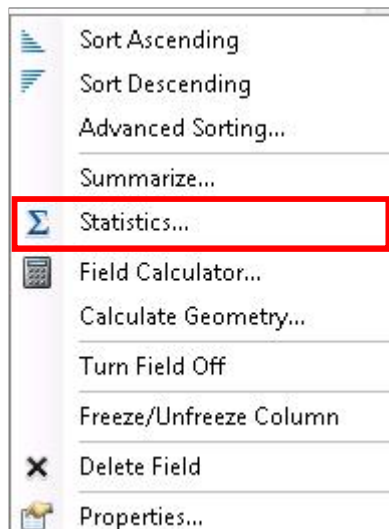 Sort Ascending
Sort Descending
Advanced Sorting...
Summarize...
Σ Statistics...
Field Calculator...
Calculate Geometry...
Turn Field Off
Freeze/Unfreeze Column
Delete Field
Properties...